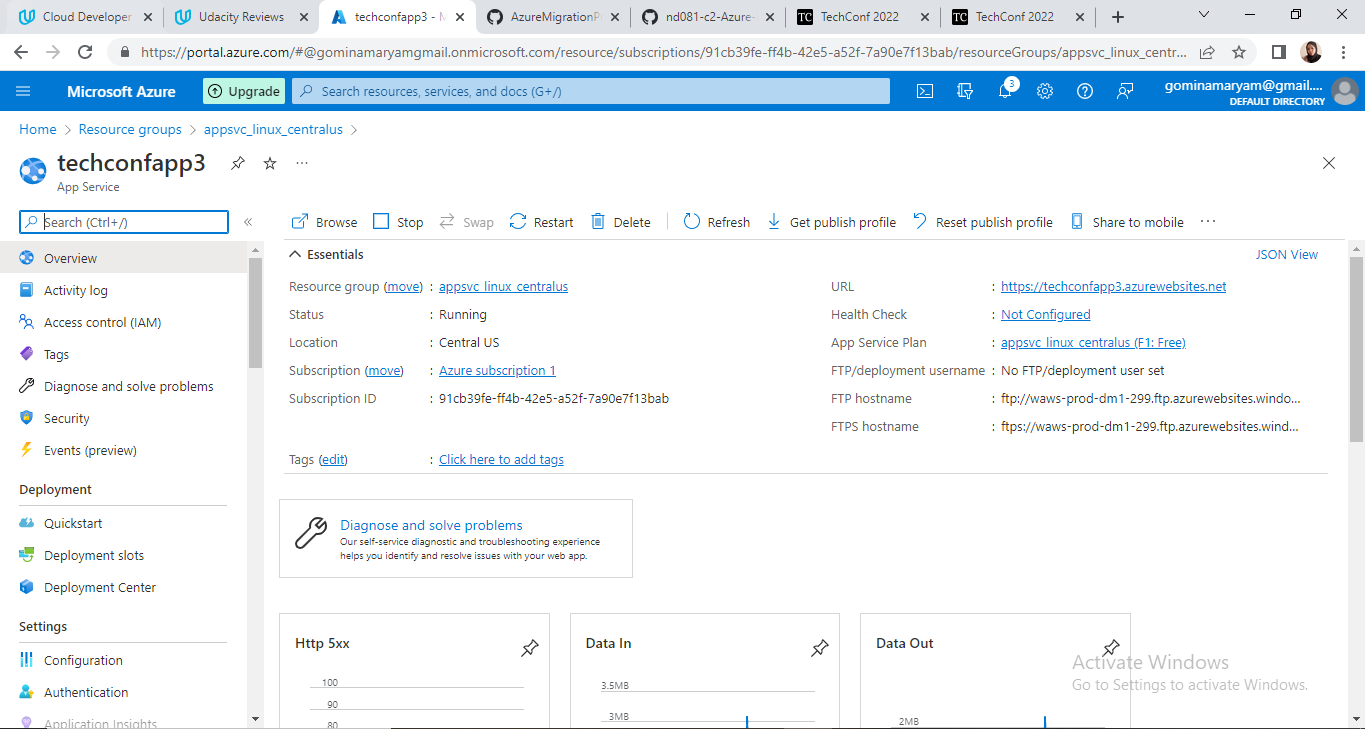 Cloud Developer
Udacity Reviews
techconfapp3 - M
AzureMigrationP
nd081-c2-Azure-
TC TechConf 2022
TC TechConf 2022
https://portal.azure.com/#@gominamaryamgmail.onmicrosoft.com/resource/subscriptions/91cb39fe-ff4b-42e5-a52f-7a90e7f13bab/resourceGroups/appsvc_linux_centr...
Microsoft Azure
Upgrade
Search resources, services, and docs (G+/)
3
gominamaryam@gmail....
DEFAULT DIRECTORY
Home > Resource groups > appsvc_linux_centralus >
techconfapp3
...
App Service
Search (Ctrl+/)
«
Browse
Stop
Swap
Restart
Delete
Refresh
Get publish profile
Reset publish profile
Share to mobile
...
Overview
Activity log
Access control (IAM)
Tags
Diagnose and solve problems
Security
Events (preview)
Deployment
Quickstart
Deployment slots
Deployment Center
Settings
Configuration
Authentication
Application Insights
Essentials
JSON View
Resource group (move) : appsvc_linux_centralus
Status : Running
Location : Central US
Subscription (move) : Azure subscription 1
Subscription ID : 91cb39fe-ff4b-42e5-a52f-7a90e7f13bab
URL : https://techconfapp3.azurewebsites.net
Health Check : Not Configured
App Service Plan : appsvc_linux_centralus (F1: Free)
FTP/deployment username : No FTP/deployment user set
FTP hostname : ftp://waws-prod-dm1-299.ftp.azurewebsites.windo...
FTPS hostname : ftps://waws-prod-dm1-299.ftp.azurewebsites.wind...
Tags (edit) : Click here to add tags
Diagnose and solve problems
Our self-service diagnostic and troubleshooting experience
helps you identify and resolve issues with your web app.
Http 5xx
100
90
80
Data In
3.5MB
3MB
Data Out
2MB
Activate Windows
Go to Settings to activate Windows.